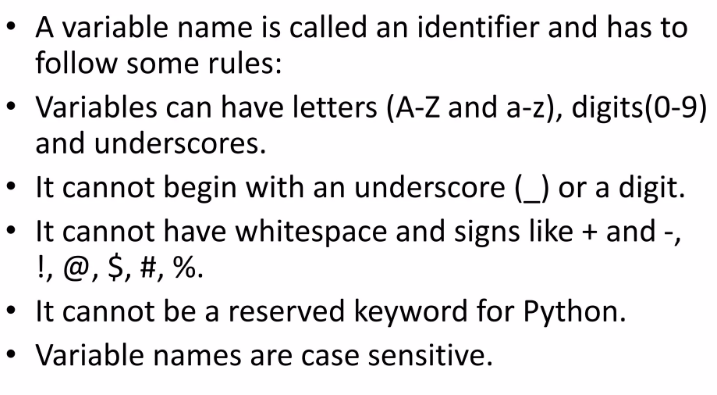 • A variable name is called an identifier and has to
follow some rules:
• Variables can have letters (A-Z and a-z), digits(0-9)
and underscores.
• It cannot begin with an underscore (_) or a digit.
• It cannot have whitespace and signs like + and -,
!, @, $, #, %.
• It cannot be a reserved keyword for Python.
• Variable names are case sensitive.